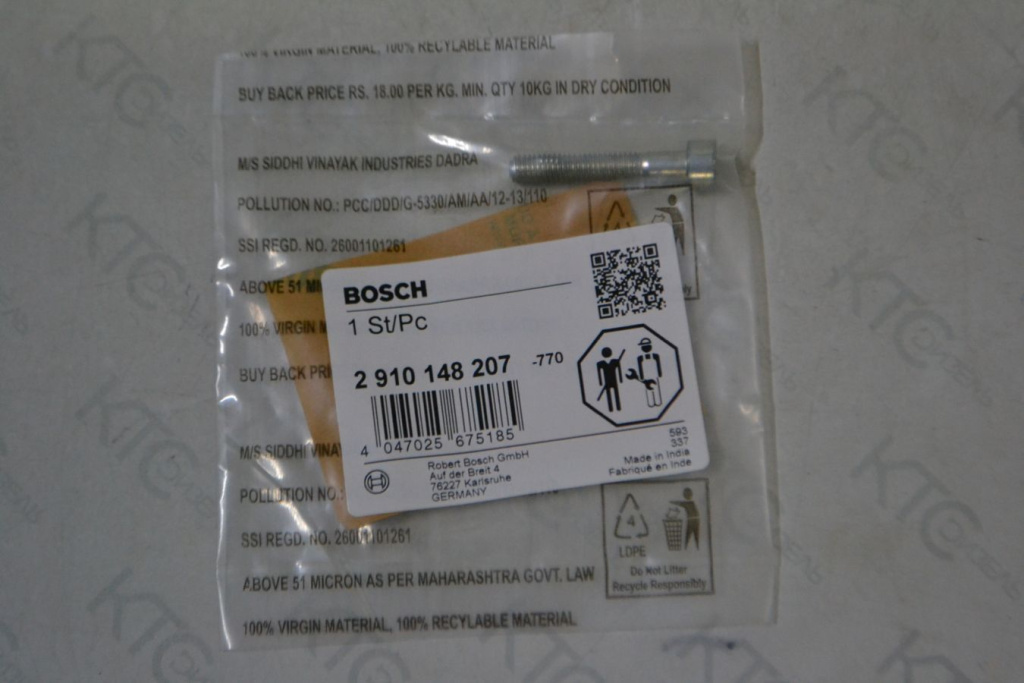 100% VIRGIN MATERIAL, 100% RECYLABLE MATERIAL
BUY BACK PRICE RS. 18.00 PER KG. MIN. QTY 10KG IN DRY CONDITION
M/S SIDDHI VINAYAK INDUSTRIES DADRA
POLLUTION NO.: PCC/DDD/G-5330/AM/AA/12-13/110
SSI REGD. NO. 26001101261
ABOVE 51 MI
100% VIRGIN M
BUY BACK PRI
BOSCH
1 St/Pc
2 910 148 207 -770
4 047025 675185
Robert Bosch GmbH
Auf der Breit 4
76227 Karlsruhe
GERMANY
593
337
Made in India
Fabriqué en Inde
M/S SIDDHI VINAY
POLLUTION NO.:
SSI REGD. NO. 26001101261
4
LDPE
Do Not Litter
Recycle Responsibly
ABOVE 51 MICRON AS PER MAHARASHTRA GOVT. LAW
100% VIRGIN MATERIAL, 100% RECYLABLE MATERIAL